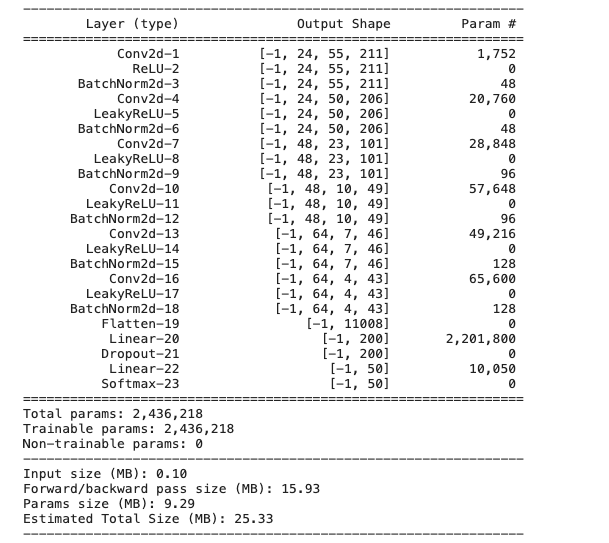 ----------------------------------------------------------------
Layer (type) Output Shape Param #
================================================================
Conv2d-1 [-1, 24, 55, 211] 1,752
ReLU-2 [-1, 24, 55, 211] 0
BatchNorm2d-3 [-1, 24, 55, 211] 48
Conv2d-4 [-1, 24, 50, 206] 20,760
LeakyReLU-5 [-1, 24, 50, 206] 0
BatchNorm2d-6 [-1, 24, 50, 206] 48
Conv2d-7 [-1, 48, 23, 101] 28,848
LeakyReLU-8 [-1, 48, 23, 101] 0
BatchNorm2d-9 [-1, 48, 23, 101] 96
Conv2d-10 [-1, 48, 10, 49] 57,648
LeakyReLU-11 [-1, 48, 10, 49] 0
BatchNorm2d-12 [-1, 48, 10, 49] 96
Conv2d-13 [-1, 64, 7, 46] 49,216
LeakyReLU-14 [-1, 64, 7, 46] 0
BatchNorm2d-15 [-1, 64, 7, 46] 128
Conv2d-16 [-1, 64, 4, 43] 65,600
LeakyReLU-17 [-1, 64, 4, 43] 0
BatchNorm2d-18 [-1, 64, 4, 43] 128
Flatten-19 [-1, 11008] 0
Linear-20 [-1, 200] 2,201,800
Dropout-21 [-1, 200] 0
Linear-22 [-1, 50] 10,050
Softmax-23 [-1, 50] 0
================================================================
Total params: 2,436,218
Trainable params: 2,436,218
Non-trainable params: 0
----------------------------------------------------------------
Input size (MB): 0.10
Forward/backward pass size (MB): 15.93
Params size (MB): 9.29
Estimated Total Size (MB): 25.33
----------------------------------------------------------------